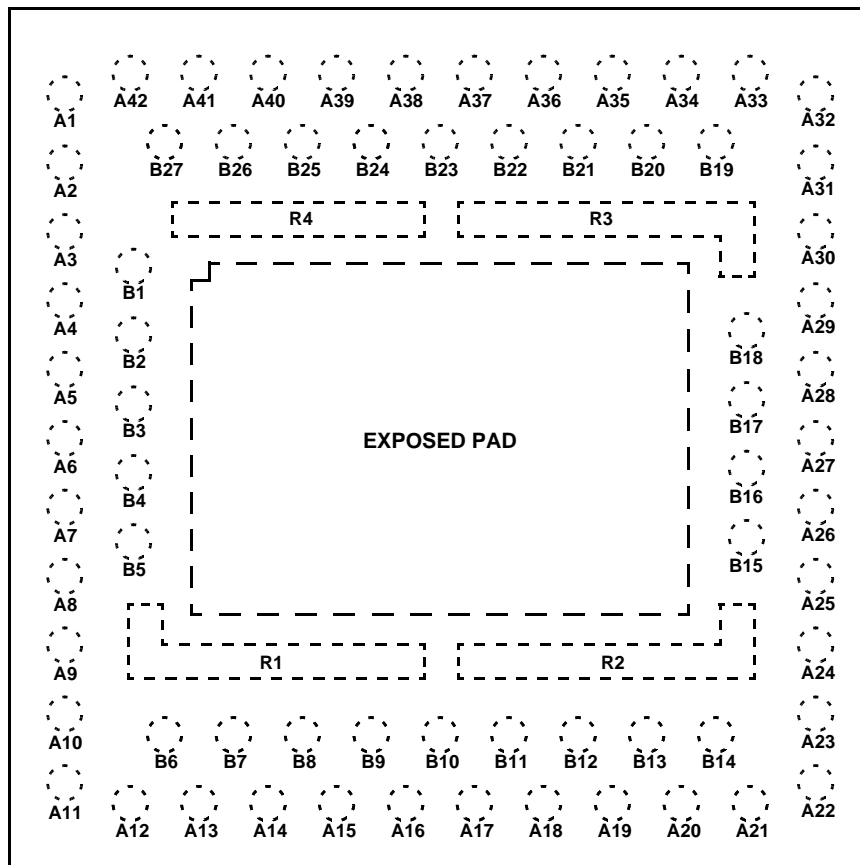 A42 A41 A40 A39 A38 A37 A36 A35 A34 A33
A1 A32
B27 B26 B25 B24 B23 B22 B21 B20 B19
A2 A31
R4 R3
A3 A30
B1
A4 A29
B2 B18
A5 A28
B3 B17
EXPOSED PAD
A6 A27
B4 B16
A7 A26
B5 B15
A8 A25
R1 R2
A9 A24
A10 A23
B6 B7 B8 B9 B10 B11 B12 B13 B14
A11 A22
A12 A13 A14 A15 A16 A17 A18 A19 A20 A21